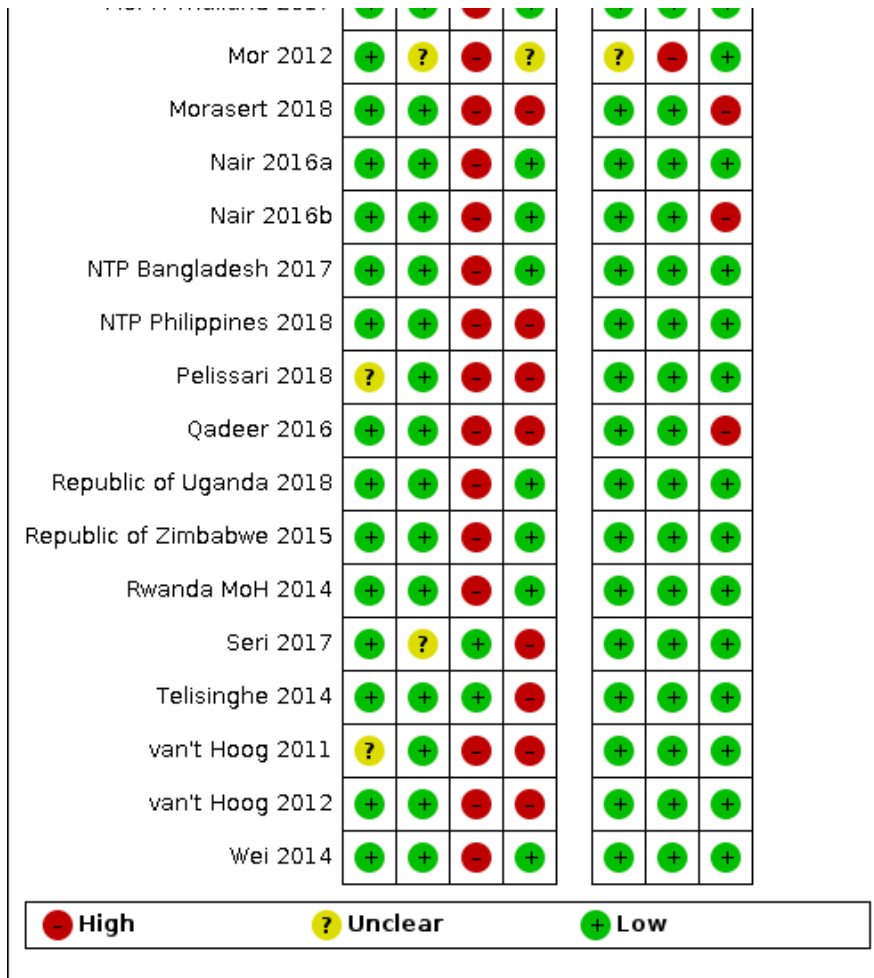 Mor 2012 + ? - ? ? - +
Morasert 2018 + + - - + + -
Nair 2016a + + - + + + +
Nair 2016b + + - + + + -
NTP Bangladesh 2017 + + - + + + +
NTP Philippines 2018 + + - - + + +
Pelissari 2018 ? + - - + + +
Qadeer 2016 + + - - + + -
Republic of Uganda 2018 + + - + + + +
Republic of Zimbabwe 2015 + + - + + + +
Rwanda MoH 2014 + + - + + + +
Seri 2017 + ? + - + + +
Telisinghe 2014 + + + - + + +
van't Hoog 2011 ? + - - + + +
van't Hoog 2012 + + - - + + +
Wei 2014 + + - + + + +
- High ? Unclear + Low